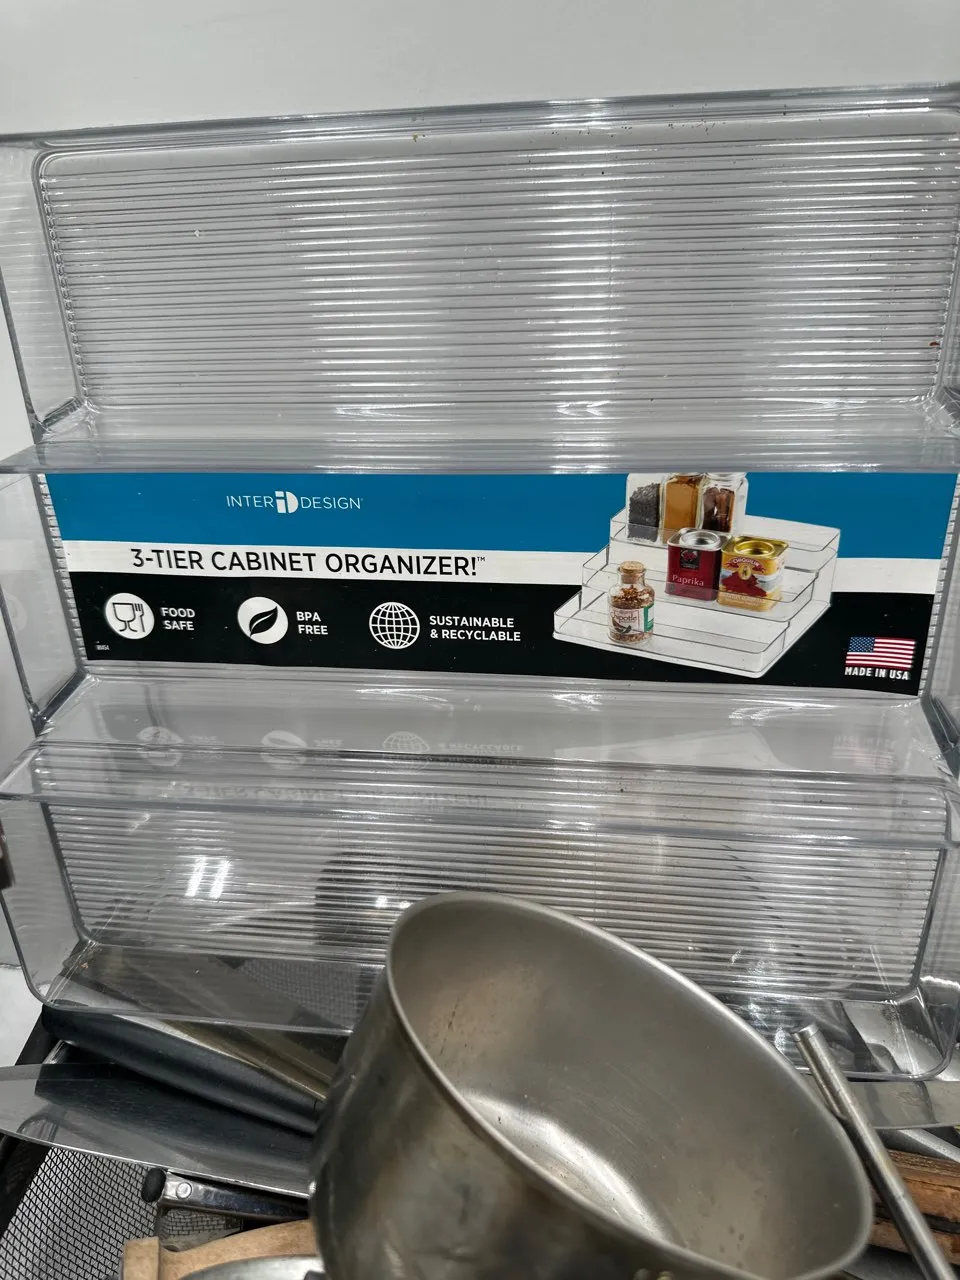 INTERDESIGN
3-TIER CABINET ORGANIZER!™
FOOD
SAFE
BPA
FREE
SUSTAINABLE
& RECYCLABLE
Paprika
MADE IN USA